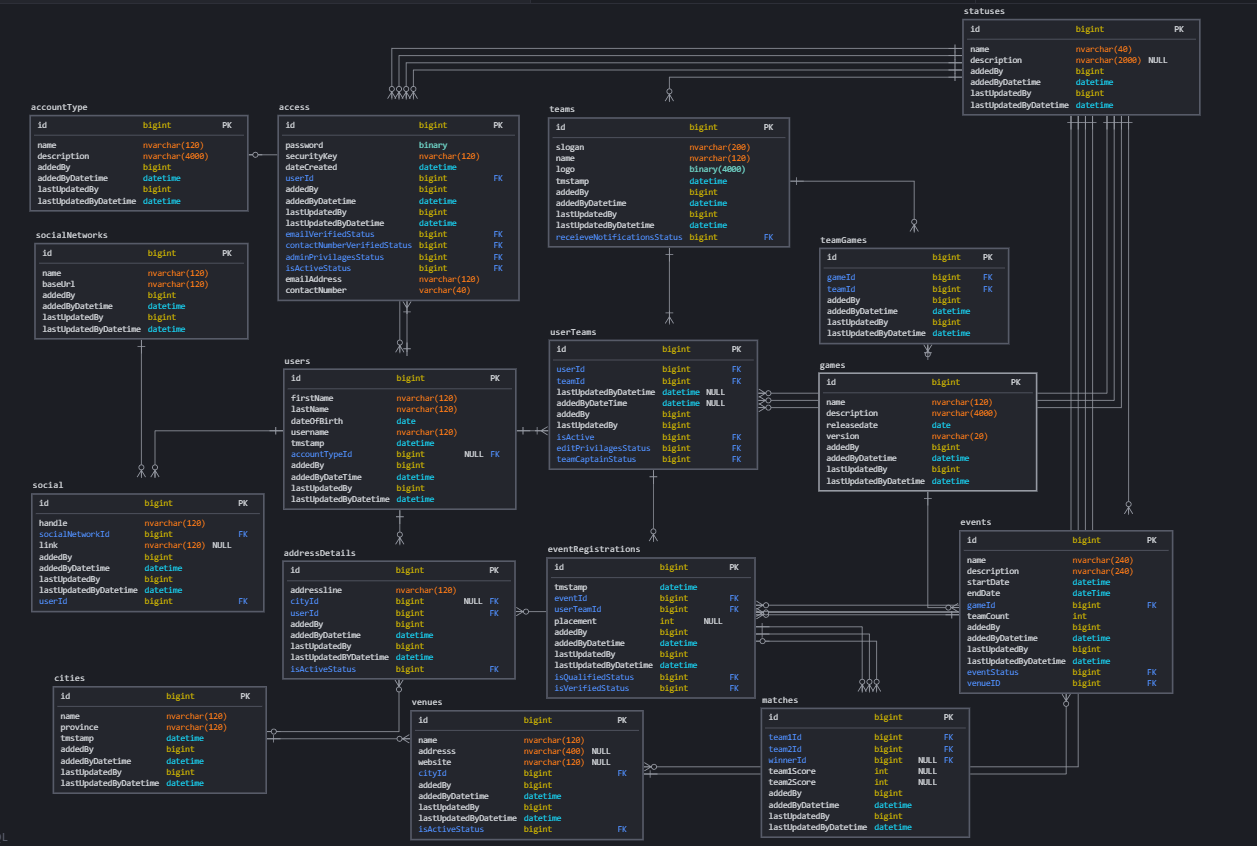 statuses
id bigint PK
name nvarchar(40)
description nvarchar(2000) NULL
addedBy bigint
addedByDatetime datetime
lastUpdatedBy bigint
lastUpdatedByDatetime datetime
accountType
id bigint PK
name nvarchar(120)
description nvarchar(4000)
addedBy bigint
addedByDatetime datetime
lastUpdatedBy bigint
lastUpdatedByDatetime datetime
access
id bigint PK
password binary
securityKey nvarchar(120)
dateCreated datetime
userId bigint FK
addedBy bigint
addedByDatetime datetime
lastUpdatedBy bigint
lastUpdatedByDatetime datetime
emailVerifiedStatus bigint FK
contactNumberVerifiedStatus bigint FK
adminPrivilagesStatus bigint FK
isActiveStatus bigint FK
emailAddress nvarchar(120)
contactNumber varchar(40)
teams
id bigint PK
slogan nvarchar(200)
name nvarchar(120)
logo binary(4000)
tmstamp datetime
addedBy bigint
addedByDatetime datetime
lastUpdatedBy bigint
lastUpdatedByDatetime datetime
receieveNotificationsStatus bigint FK
socialNetworks
id bigint PK
name nvarchar(120)
baseUrl nvarchar(120)
addedBy bigint
addedByDatetime datetime
lastUpdatedBy bigint
lastUpdatedByDatetime datetime
teamGames
id bigint PK
gameId bigint FK
teamId bigint FK
addedBy bigint
addedByDatetime datetime
lastUpdatedBy bigint
lastUpdatedByDatetime datetime
users
id bigint PK
firstName nvarchar(120)
lastName nvarchar(120)
dateOfBirth date
username nvarchar(120)
tmstamp datetime
accountTypeId bigint NULL FK
addedBy bigint
addedByDateTime datetime
lastUpdatedBy bigint
lastUpdatedByDatetime datetime
userTeams
id bigint PK
userId bigint FK
teamId bigint FK
lastUpdatedByDatetime datetime NULL
addedByDateTime datetime NULL
addedBy bigint
lastUpdatedBy bigint
isActive bigint FK
editPrivilagesStatus bigint FK
teamCaptainStatus bigint FK
games
id bigint PK
name nvarchar(120)
description nvarchar(4000)
releasedate date
version nvarchar(20)
addedBy bigint
addedByDatetime datetime
lastUpdatedBy bigint
lastUpdatedByDatetime datetime
social
id bigint PK
handle nvarchar(120)
socialNetworkId bigint FK
link nvarchar(120) NULL
addedBy bigint
addedByDatetime datetime
lastUpdatedBy bigint
lastUpdatedByDatetime datetime
userId bigint FK
addressDetails
id bigint PK
addressline nvarchar(120)
cityId bigint NULL FK
userId bigint FK
addedBy bigint
addedByDatetime datetime
lastUpdatedBy bigint
lastUpdatedBYDatetime datetime
isActiveStatus bigint FK
eventRegistrations
id bigint PK
tmstamp datetime
eventId bigint FK
userTeamId bigint FK
placement int NULL
addedBy bigint
addedByDatetime datetime
lastUpdatedBy bigint
lastUpdatedByDatetime datetime
isQualifiedStatus bigint FK
isVerifiedStatus bigint FK
events
id bigint PK
name nvarchar(240)
description nvarchar(240)
startDate dateTime
endDate dateTime
gameId bigint FK
teamCount int
addedBy bigint
addedByDatetime datetime
lastUpdatedBy bigint
lastUpdatedByDatetime datetime
eventStatus bigint FK
venueID bigint FK
cities
id bigint PK
name nvarchar(120)
province nvarchar(120)
tmstamp datetime
addedBy bigint
addedByDatetime datetime
lastUpdatedBy bigint
lastUpdatedByDatetime datetime
venues
id bigint PK
name nvarchar(120)
addresss nvarchar(400) NULL
website nvarchar(120) NULL
cityId bigint FK
addedBy bigint
addedByDatetime datetime
lastUpdatedBy bigint
lastUpdatedByDatetime datetime
isActiveStatus bigint FK
matches
id bigint PK
team1Id bigint FK
team2Id bigint FK
winnerId bigint NULL FK
team1Score int NULL
team2Score int NULL
addedBy bigint
addedByDatetime datetime
lastUpdatedBy bigint
lastUpdatedByDatetime datetime